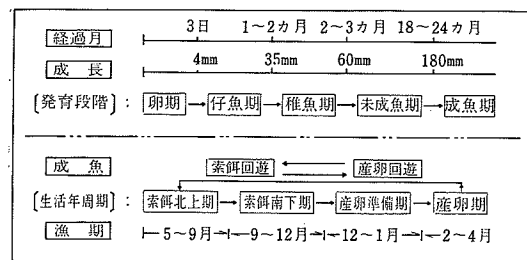 経過月 3日 1～2カ月 2～3カ月 18～24カ月
成長 4mm 35mm 60mm 180mm
〔発育段階〕: 卵期 → 仔魚期 → 稚魚期 → 未成魚期 → 成魚期
成魚 索餌回遊 産卵回遊
〔生活年周期〕: 索餌北上期 → 索餌南下期 → 産卵準備期 → 産卵期
漁期 5～9月 9～12月 12～1月 2～4月